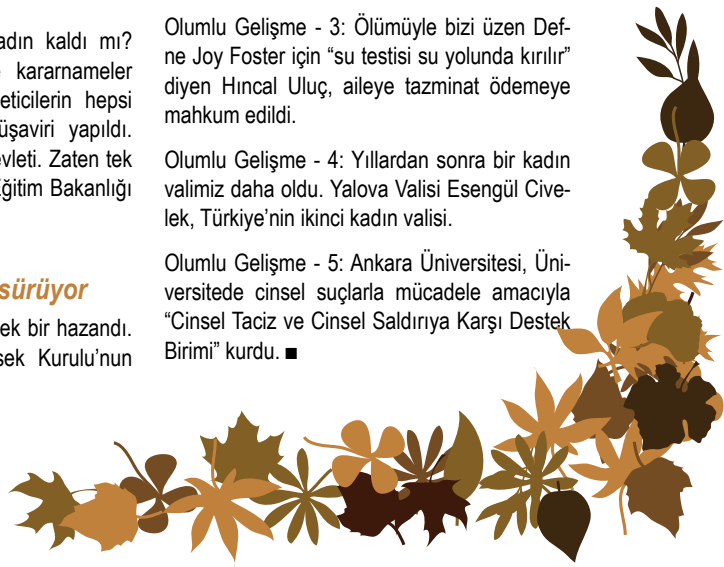 adın kaldı mı?
kararnameler
eticilerin hepsi
üşaviri yapıldı.
vleti. Zaten tek
Eğitim Bakanlığı
sürüyor
ek bir hazandı.
sek Kurulu’nun
Olumlu Gelişme - 3: Ölümüyle bizi üzen Def-
ne Joy Foster için “su testisi su yolunda kırılır”
diyen Hıncal Uluç, aileye tazminat ödemeye
mahkum edildi.
Olumlu Gelişme - 4: Yıllardan sonra bir kadın
valimiz daha oldu. Yalova Valisi Esengül Cive-
lek, Türkiye’nin ikinci kadın valisi.
Olumlu Gelişme - 5: Ankara Üniversitesi, Üni-
versitede cinsel suçlarla mücadele amacıyla
“Cinsel Taciz ve Cinsel Saldırıya Karşı Destek
Birimi” kurdu. ■